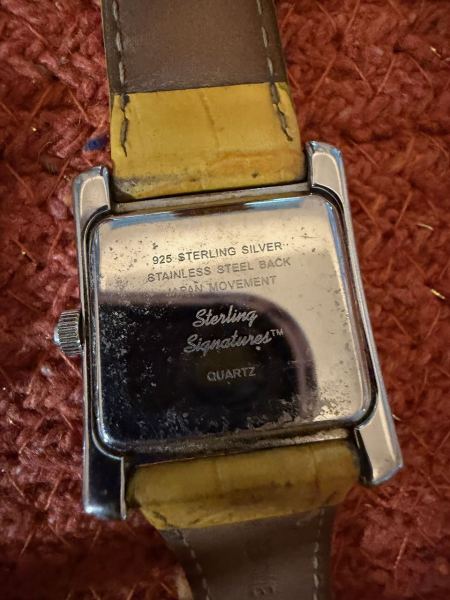 925 STERLING SILVER
STAINLESS STEEL BACK
JAPAN MOVEMENT
Sterling
Signatures™
QUARTZ